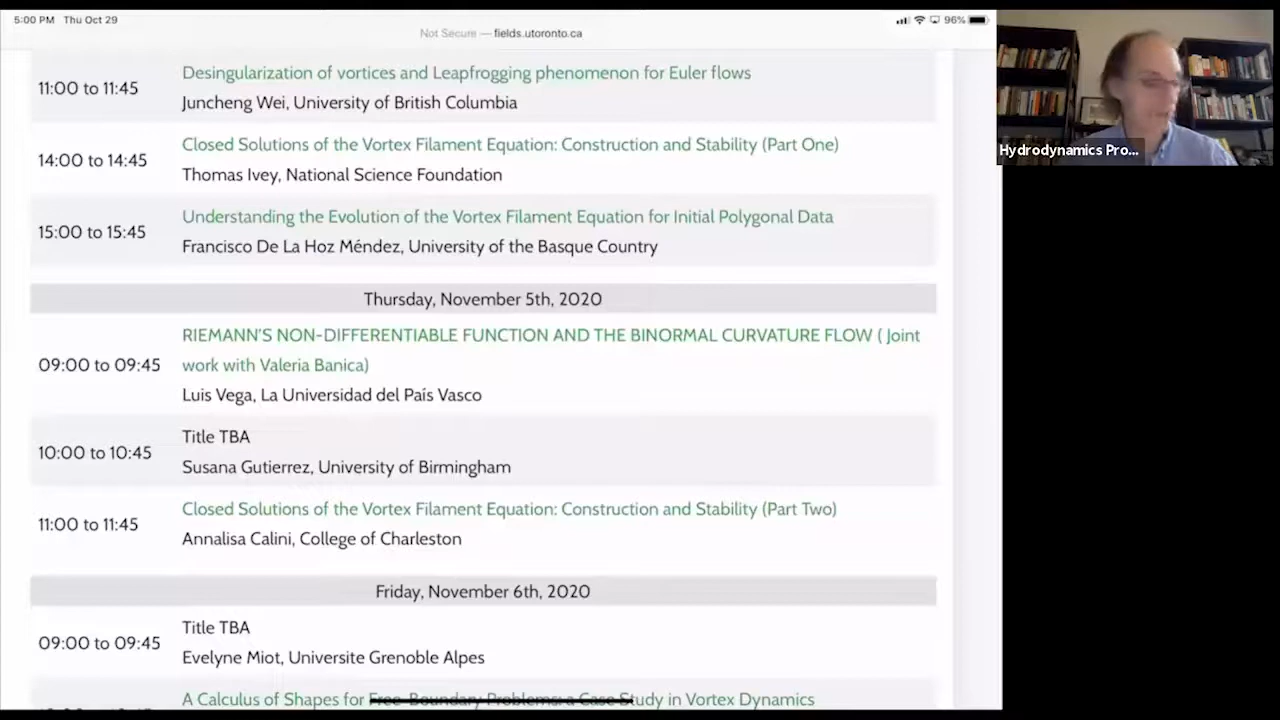 5:00 PM Thu Oct 29
96%
Not Secure — fields.utoronto.ca
11:00 to 11:45
Desingularization of vortices and Leapfrogging phenomenon for Euler flows
Juncheng Wei, University of British Columbia
14:00 to 14:45
Closed Solutions of the Vortex Filament Equation: Construction and Stability (Part One)
Thomas Ivey, National Science Foundation
15:00 to 15:45
Understanding the Evolution of the Vortex Filament Equation for Initial Polygonal Data
Francisco De La Hoz Méndez, University of the Basque Country
Thursday, November 5th, 2020
09:00 to 09:45
RIEMANN'S NON-DIFFERENTIABLE FUNCTION AND THE BINORMAL CURVATURE FLOW ( Joint
work with Valeria Banica)
Luis Vega, La Universidad del País Vasco
10:00 to 10:45
Title TBA
Susana Gutierrez, University of Birmingham
11:00 to 11:45
Closed Solutions of the Vortex Filament Equation: Construction and Stability (Part Two)
Annalisa Calini, College of Charleston
Friday, November 6th, 2020
09:00 to 09:45
Title TBA
Evelyne Miot, Universite Grenoble Alpes
A Calculus of Shapes for Free-Boundary Problems: a Case Study in Vortex Dynamics
Hydrodynamics Pro...